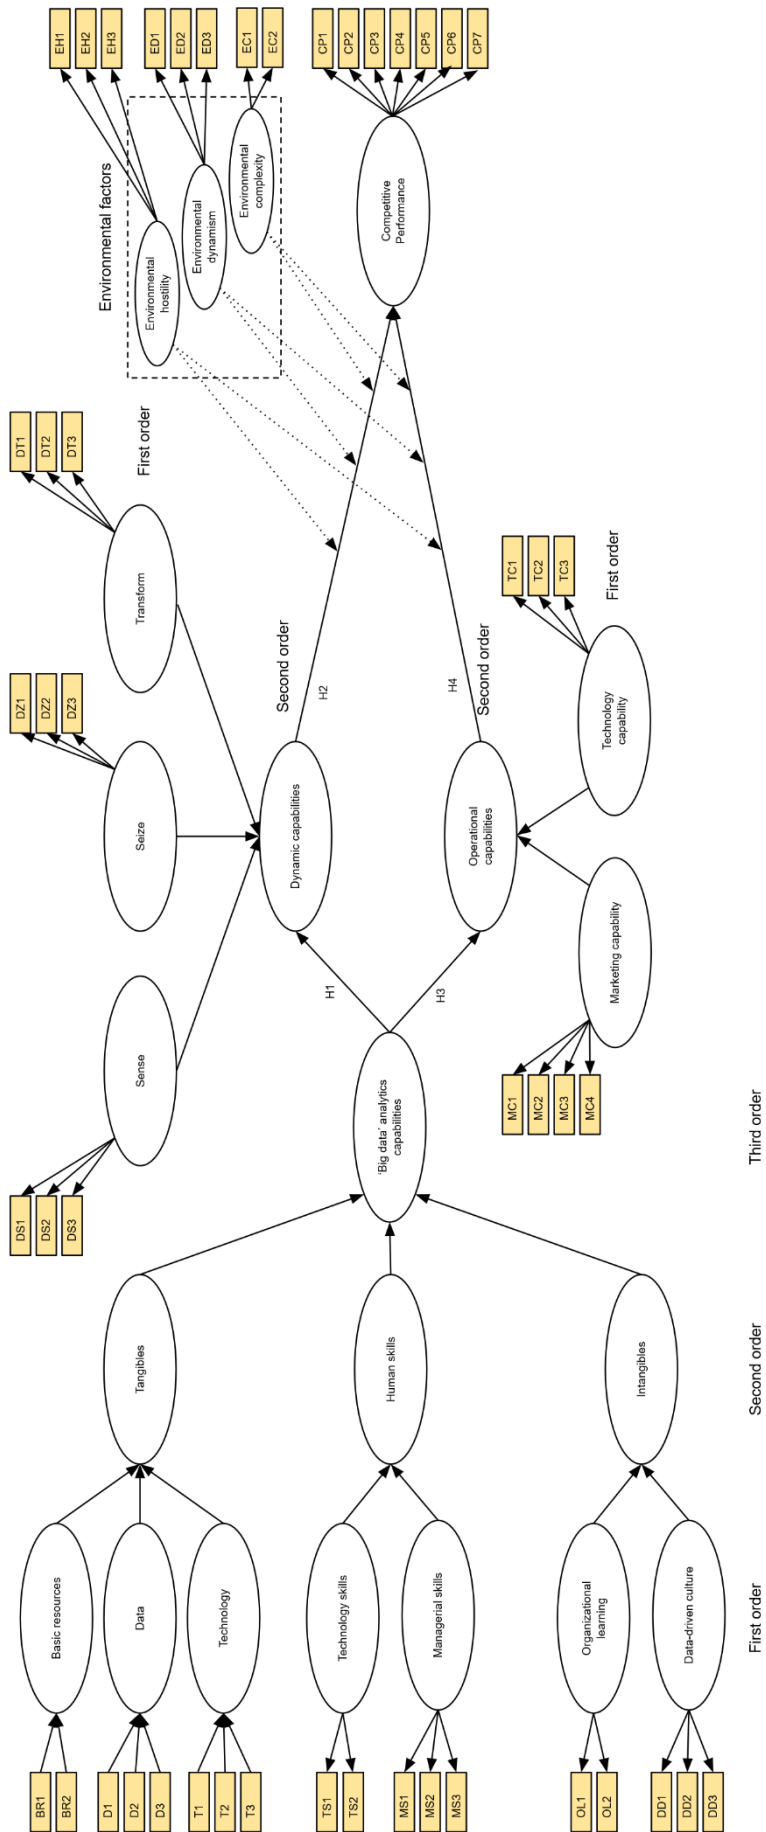 BR1
BR2
D1
D2
D3
T1
T2
T3
TS1
TS2
MS1
MS2
MS3
OL1
OL2
DD1
DD2
DD3
Basic resources
Data
Technology
Technology skills
Managerial skills
Organizational
learning
Data-driven culture
First order
Tangibles
Human skills
Intangibles
Second order
'Big data' analytics
capabilities
Third order
DS1
DS2
DS3
Sense
DZ1
DZ2
DZ3
Seize
DT1
DT2
DT3
Transform
First order
H1
H3
Dynamic capabilities
Second order
H2
Operational
capabilities
Second order
H4
MC1
MC2
MC3
MC4
Marketing capability
TC1
TC2
TC3
Technology
capability
First order
Environmental factors
Environmental
hostility
Environmental
dynamism
Environmental
complexity
EH1
EH2
EH3
ED1
ED2
ED3
EC1
EC2
Competitive
Performance
CP1
CP2
CP3
CP4
CP5
CP6
CP7